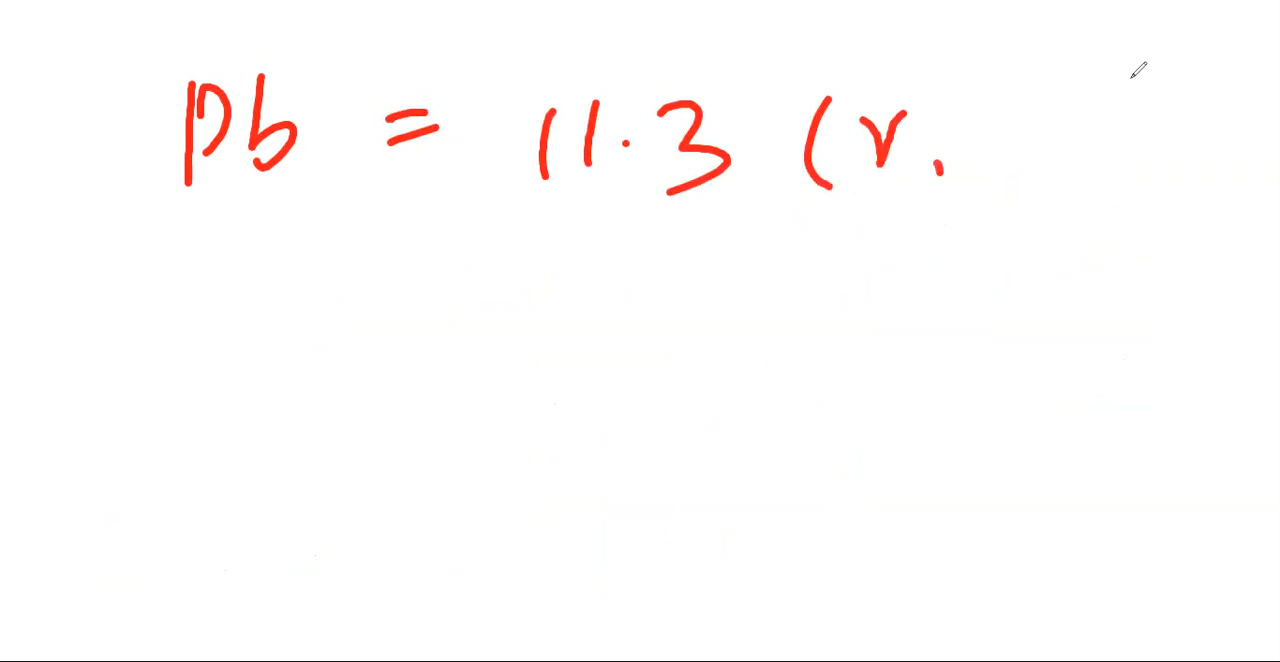 Pb = 11.3 (r.